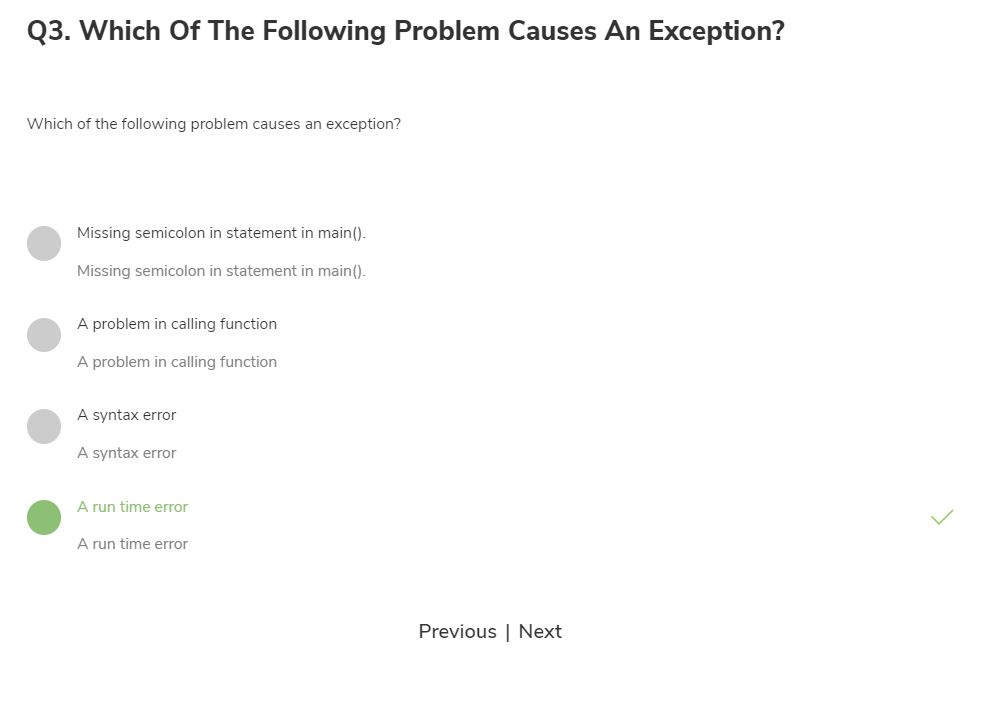 Q3. Which Of The Following Problem Causes An Exception?
Which of the following problem causes an exception?
Missing semicolon in statement in main().
Missing semicolon in statement in main().
A problem in calling function
A problem in calling function
A syntax error
A syntax error
A run time error
A run time error
Previous | Next